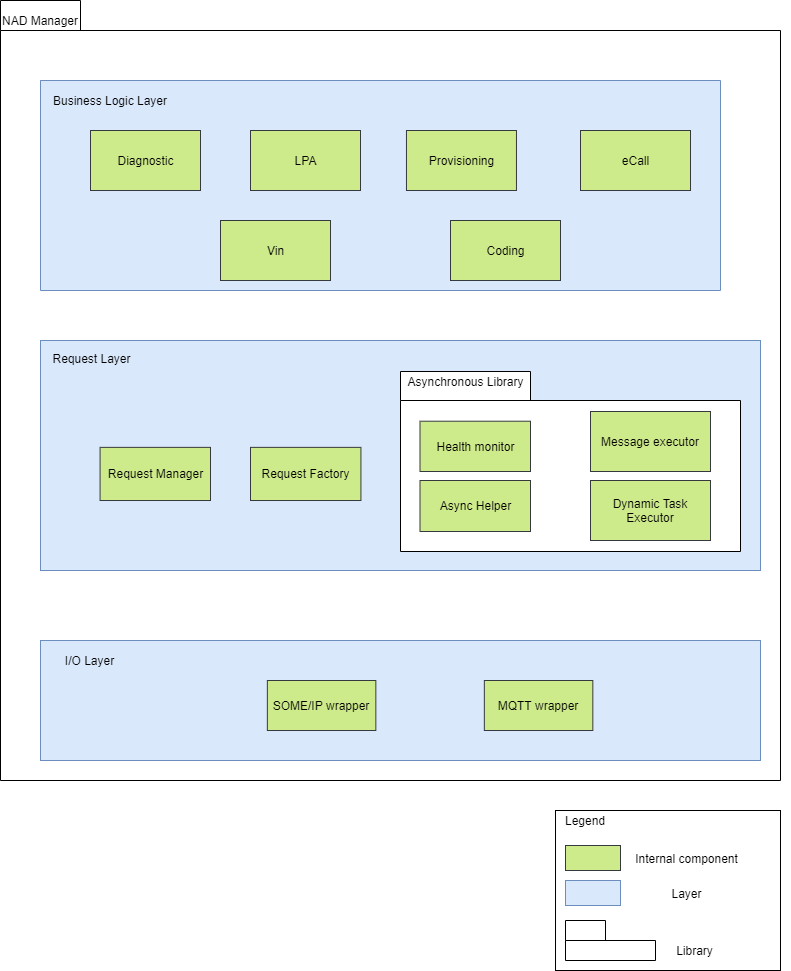 NAD Manager
Business Logic Layer
Diagnostic
LPA
Provisioning
eCall
Vin
Coding
Request Layer
Asynchronous Library
Request Manager
Request Factory
Health monitor
Message executor
Async Helper
Dynamic Task
Executor
I/O Layer
SOME/IP wrapper
MQTT wrapper
Legend
Internal component
Layer
Library